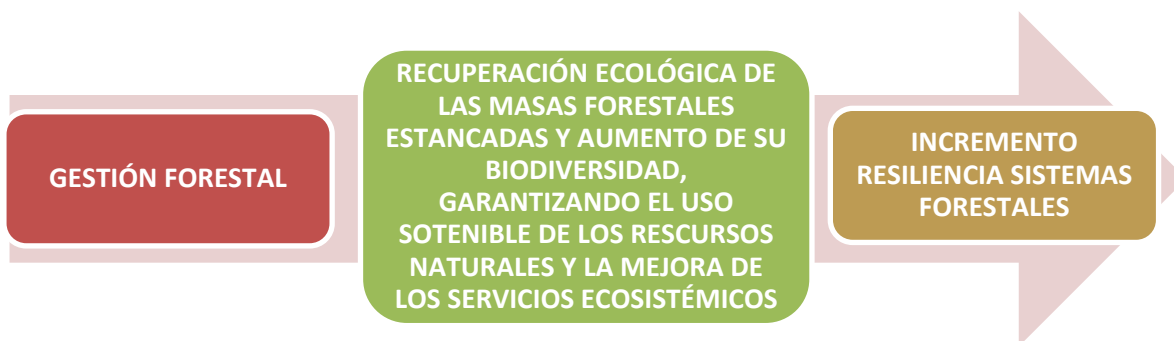 GESTIÓN FORESTAL
RECUPERACIÓN ECOLÓGICA DE
LAS MASAS FORESTALES
ESTANCADAS Y AUMENTO DE SU
BIODIVERSIDAD,
GARANTIZANDO EL USO
SOTENIBLE DE LOS RESCURSOS
NATURALES Y LA MEJORA DE
LOS SERVICIOS ECOSISTÉMICOS
INCREMENTO
RESILIENCIA SISTEMAS
FORESTALES